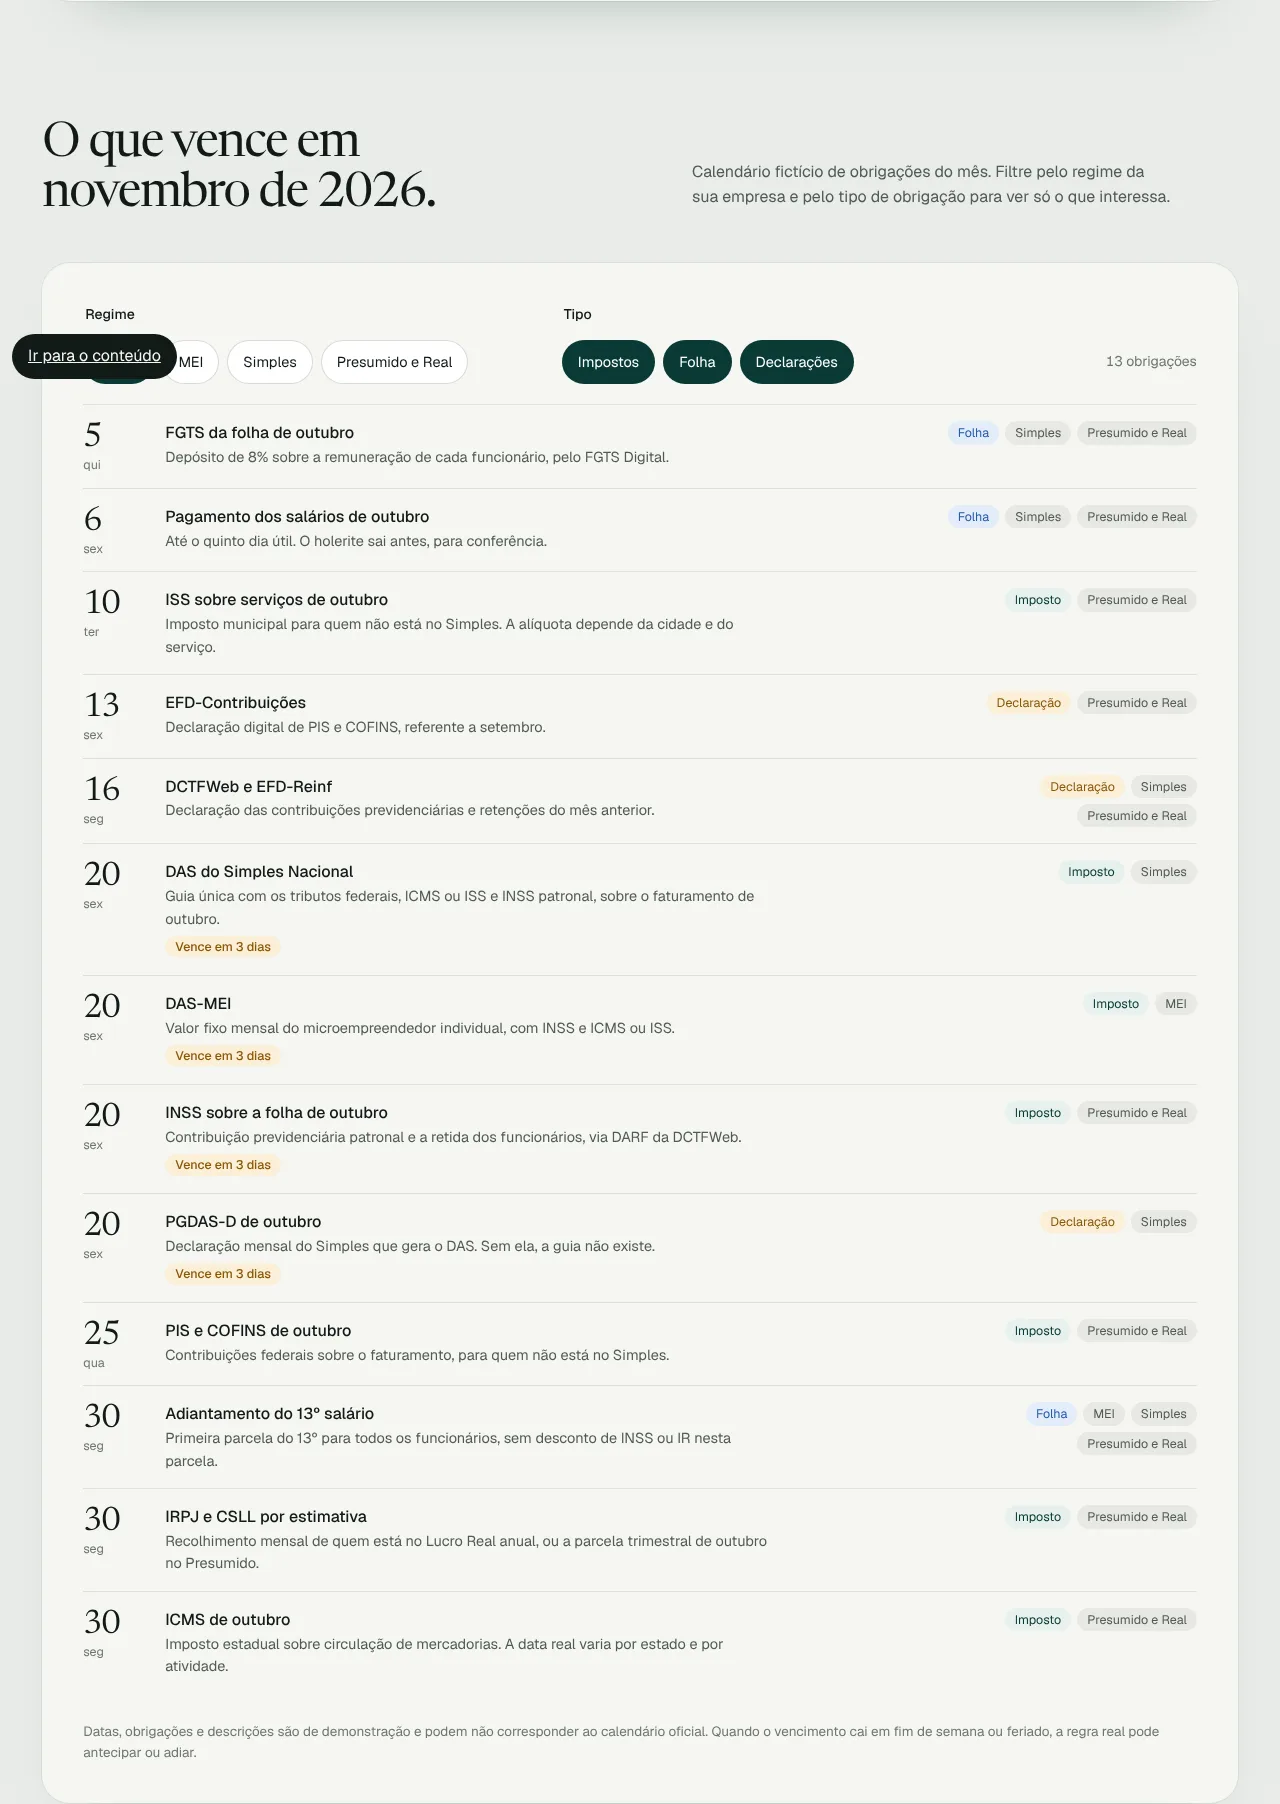 O que vence em
novembro de 2026.
Calendário fictício de obrigações do mês. Filtre pelo regime da
sua empresa e pelo tipo de obrigação para ver só o que interessa.
Regime
Tipo
Ir para o conteúdo
MEI
Simples
Presumido e Real
Impostos
Folha
Declarações
13 obrigações
5
qui
FGTS da folha de outubro
Depósito de 8% sobre a remuneração de cada funcionário, pelo FGTS Digital.
Folha
Simples
Presumido e Real
6
sex
Pagamento dos salários de outubro
Até o quinto dia útil. O holerite sai antes, para conferência.
Folha
Simples
Presumido e Real
10
ter
ISS sobre serviços de outubro
Imposto municipal para quem não está no Simples. A alíquota depende da cidade e do
serviço.
Imposto
Presumido e Real
13
sex
EFD-Contribuições
Declaração digital de PIS e COFINS, referente a setembro.
Declaração
Presumido e Real
16
seg
DCTFWeb e EFD-Reinf
Declaração das contribuições previdenciárias e retenções do mês anterior.
Declaração
Simples
Presumido e Real
20
sex
DAS do Simples Nacional
Guia única com os tributos federais, ICMS ou ISS e INSS patronal, sobre o faturamento de
outubro.
Vence em 3 dias
Imposto
Simples
20
sex
DAS-MEI
Valor fixo mensal do microempreendedor individual, com INSS e ICMS ou ISS.
Vence em 3 dias
Imposto
MEI
20
sex
INSS sobre a folha de outubro
Contribuição previdenciária patronal e a retida dos funcionários, via DARF da DCTFWeb.
Vence em 3 dias
Imposto
Presumido e Real
20
sex
PGDAS-D de outubro
Declaração mensal do Simples que gera o DAS. Sem ela, a guia não existe.
Vence em 3 dias
Declaração
Simples
25
qua
PIS e COFINS de outubro
Contribuições federais sobre o faturamento, para quem não está no Simples.
Imposto
Presumido e Real
30
seg
Adiantamento do 13º salário
Primeira parcela do 13º para todos os funcionários, sem desconto de INSS ou IR nesta
parcela.
Folha
MEI
Simples
Presumido e Real
30
seg
IRPJ e CSLL por estimativa
Recolhimento mensal de quem está no Lucro Real anual, ou a parcela trimestral de outubro
no Presumido.
Imposto
Presumido e Real
30
seg
ICMS de outubro
Imposto estadual sobre circulação de mercadorias. A data real varia por estado e por
atividade.
Imposto
Presumido e Real
Datas, obrigações e descrições são de demonstração e podem não corresponder ao calendário oficial. Quando o vencimento cai em fim de semana ou feriado, a regra real pode
antecipar ou adiar.